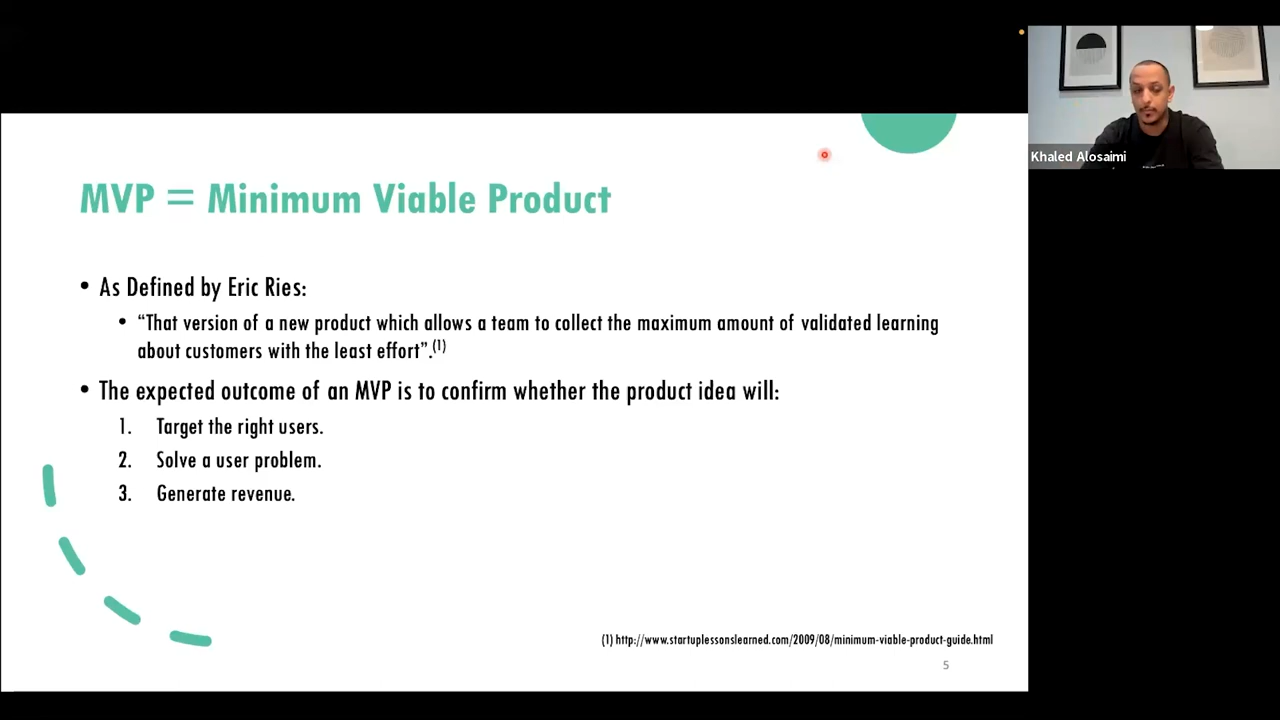 Khaled Alosaimi
MVP = Minimum Viable Product
• As Defined by Eric Ries:
• “That version of a new product which allows a team to collect the maximum amount of validated learning
about customers with the least effort”.(1)
• The expected outcome of an MVP is to confirm whether the product idea will:
1. Target the right users.
2. Solve a user problem.
3. Generate revenue.
(1) http://www.startuplessonslearned.com/2009/08/minimum-viable-product-guide.html
5